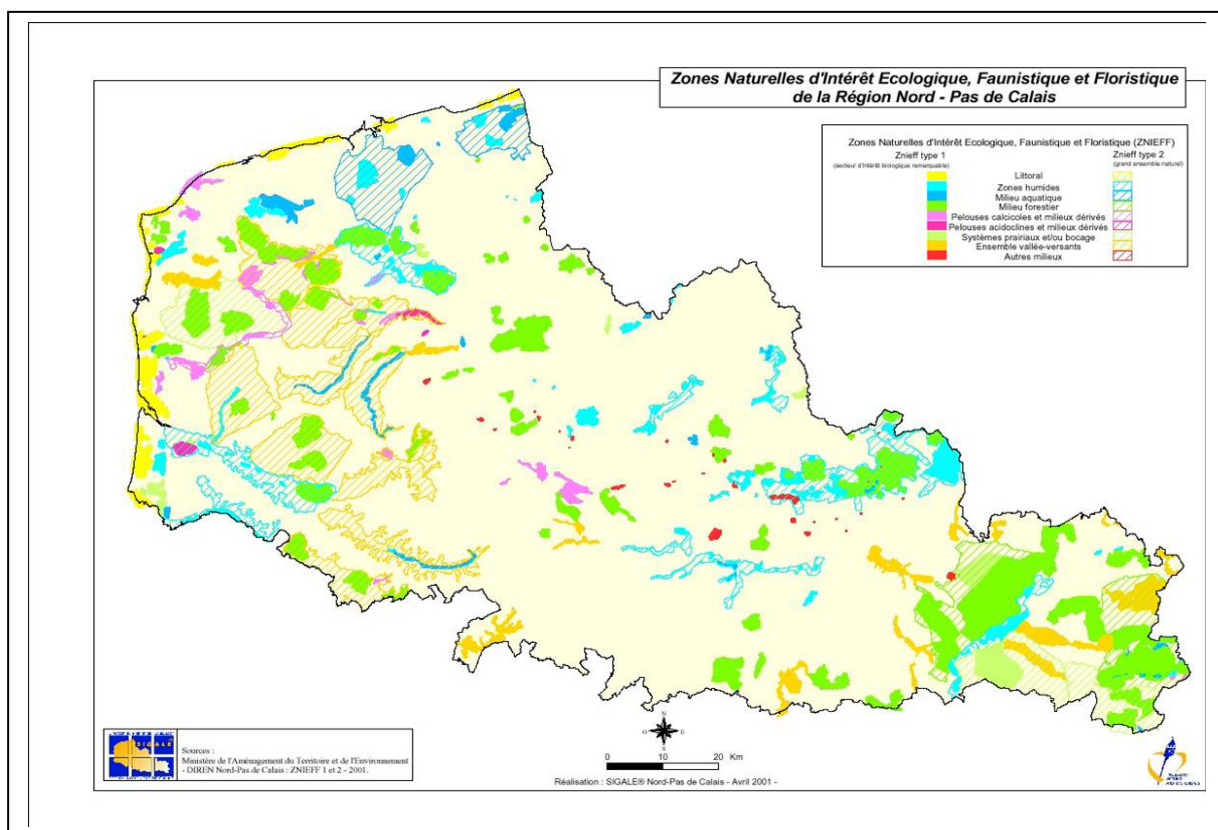 Zones Naturelles d'Intérêt Ecologique, Faunistique et Floristique
de la Région Nord - Pas de Calais
Zones Naturelles d'Intérêt Ecologique, Faunistique et Floristique (ZNIEFF)
Znieff type 1
(secteur d'intérêt biologique remarquable)
Znieff type 2
(grand ensemble naturel)
Littoral
Zones humides
Milieu aquatique
Milieu forestier
Pelouses calcicoles et milieux dérivés
Pelouses acidoclines et milieux dérivés
Systèmes prairiaux et/ou bocage
Ensemble vallée-versants
Autres milieux
SIGALE
Sources :
Ministère de l'Aménagement du Territoire et de l'Environnement
- DIREN Nord-Pas de Calais : ZNIEFF 1 et 2 - 2001.
N
O E
S
0 10 20 Km
Réalisation : SIGALE® Nord-Pas de Calais - Avril 2001 -